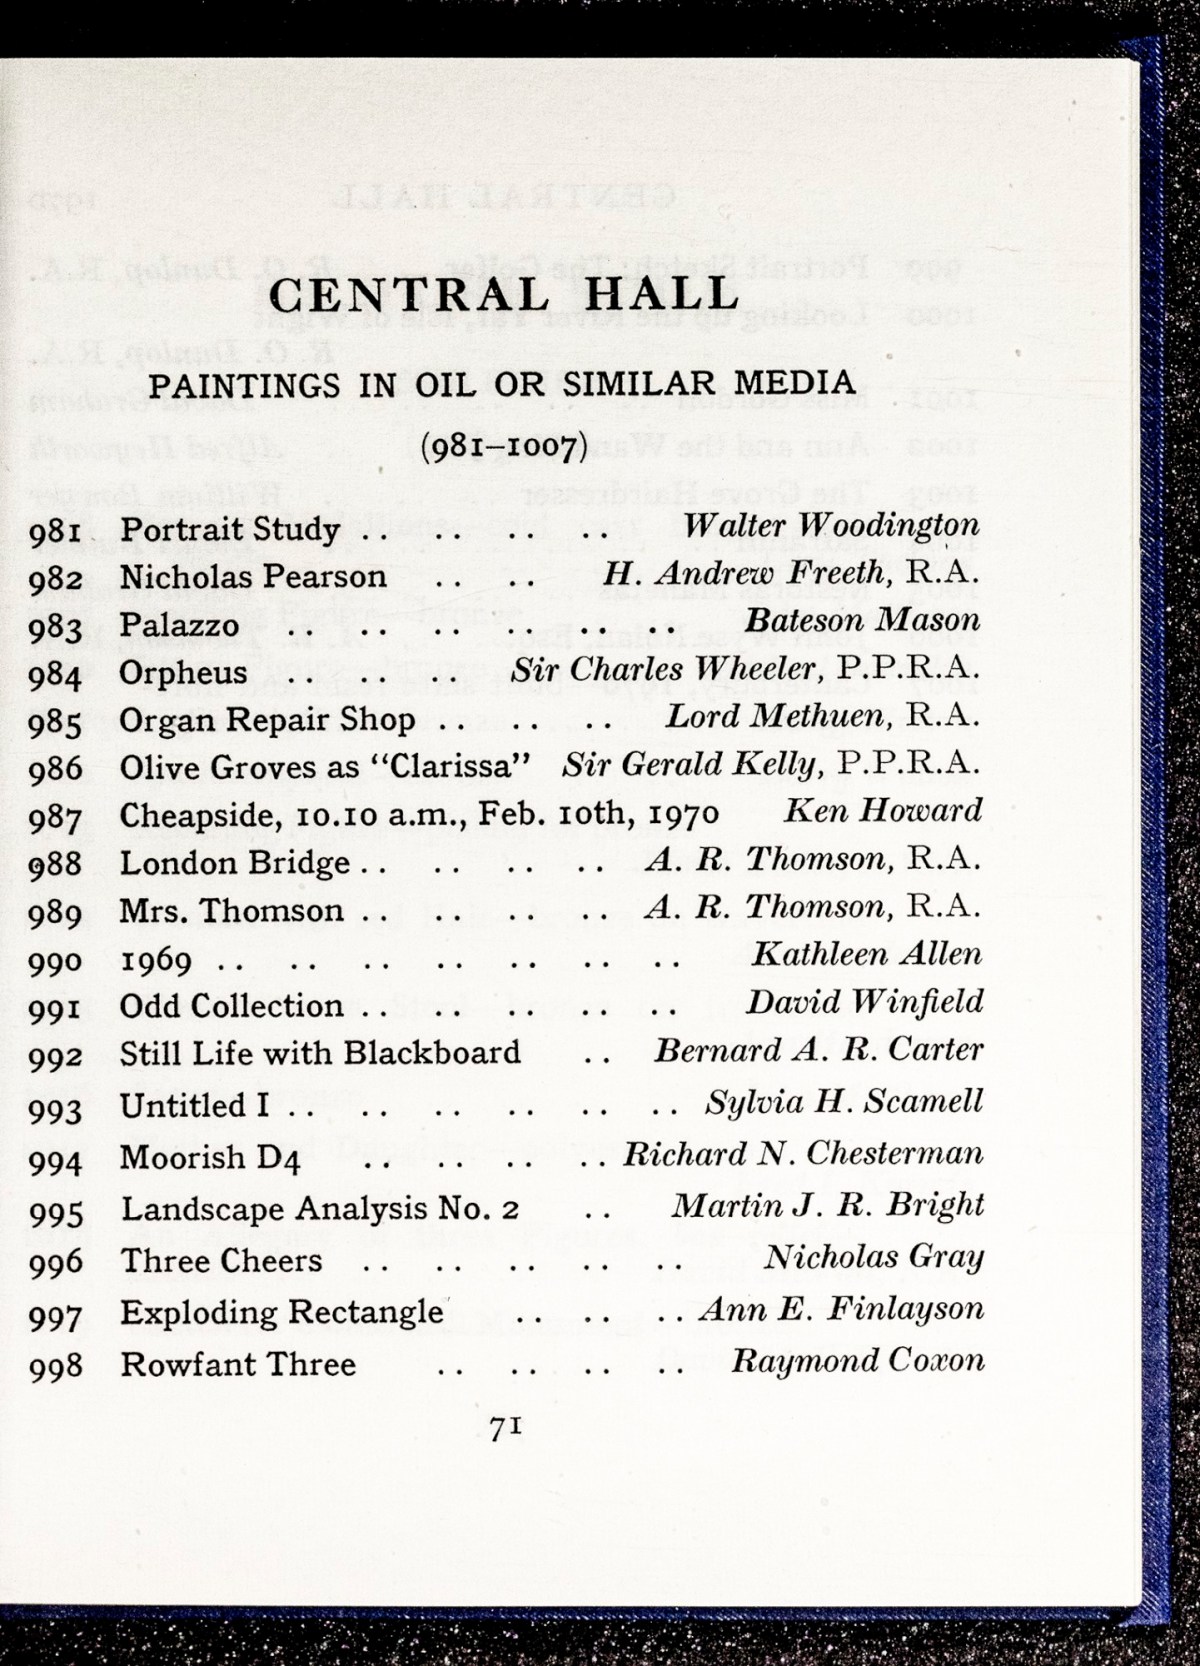 CENTRAL HALL
PAINTINGS IN OIL OR SIMILAR MEDIA
(981–1007)
981 Portrait Study .. .. .. .. Walter Woodington
982 Nicholas Pearson .. .. H. Andrew Freeth, R.A.
983 Palazzo .. .. .. .. .. .. Bateson Mason
984 Orpheus .. .. .. Sir Charles Wheeler, P.P.R.A.
985 Organ Repair Shop .. .. .. Lord Methuen, R.A.
986 Olive Groves as “Clarissa” Sir Gerald Kelly, P.P.R.A.
987 Cheapside, 10.10 a.m., Feb. 10th, 1970 Ken Howard
988 London Bridge .. .. .. .. A. R. Thomson, R.A.
989 Mrs. Thomson .. .. .. .. A. R. Thomson, R.A.
990 1969 .. .. .. .. .. .. .. Kathleen Allen
991 Odd Collection .. .. .. .. .. David Winfield
992 Still Life with Blackboard .. Bernard A. R. Carter
993 Untitled I .. .. .. .. .. .. Sylvia H. Scamell
994 Moorish D4 .. .. .. .. Richard N. Chesterman
995 Landscape Analysis No. 2 .. Martin J. R. Bright
996 Three Cheers .. .. .. .. .. Nicholas Gray
997 Exploding Rectangle .. .. .. Ann E. Finlayson
998 Rowfant Three .. .. .. .. Raymond Coxon
71